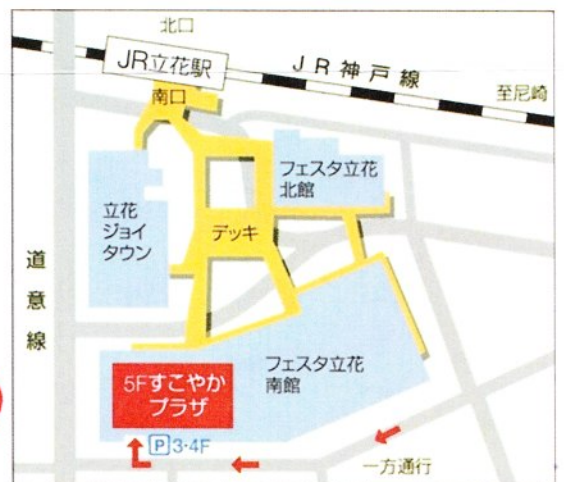 北口
JR立花駅
JR神戸線
南口
至尼崎
フェスタ立花
北館
立花
ジョイ
タウン
デッキ
道意線
フェスタ立花
南館
5Fすこやか
プラザ
P3・4F
一方通行